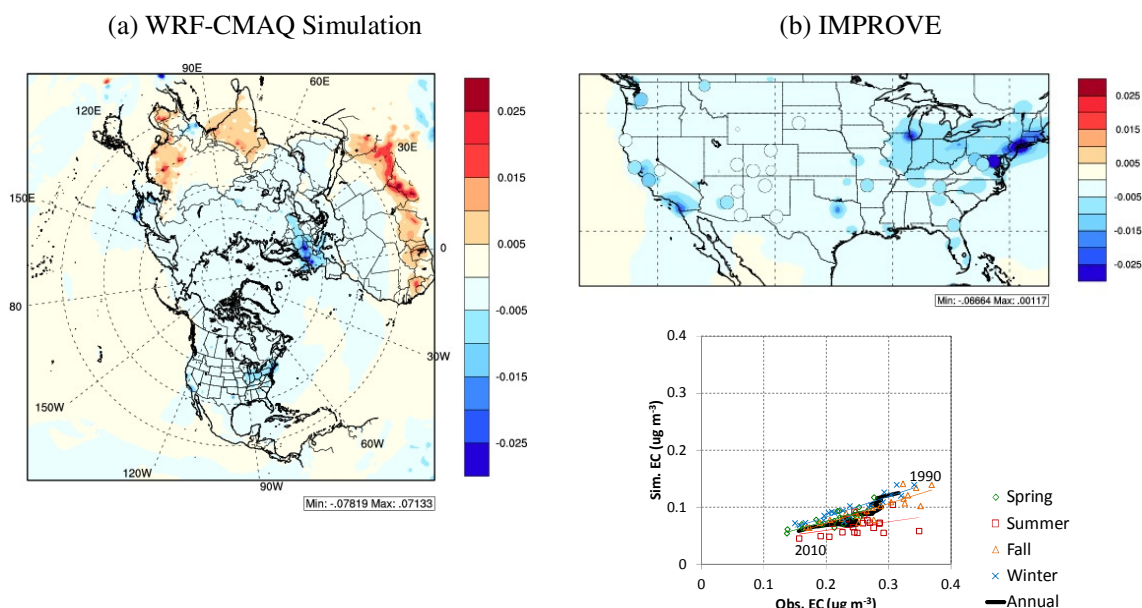 (a) WRF-CMAQ Simulation
(b) IMPROVE
90E
60E
120E
30E
150E
0
80
30W
150W
60W
120W
90W
0.025
0.015
0.005
-0.005
-0.015
-0.025
Min: -.07819 Max: .07133
0.025
0.015
0.005
-0.005
-0.015
-0.025
Min: -.06664 Max: .00117
0.4
0.3
0.2
0.1
0
Sim. EC (ug m-3)
1990
2010
0 0.1 0.2 0.3 0.4
Obs. EC (ug m-3)
Spring
Summer
Fall
Winter
Annual